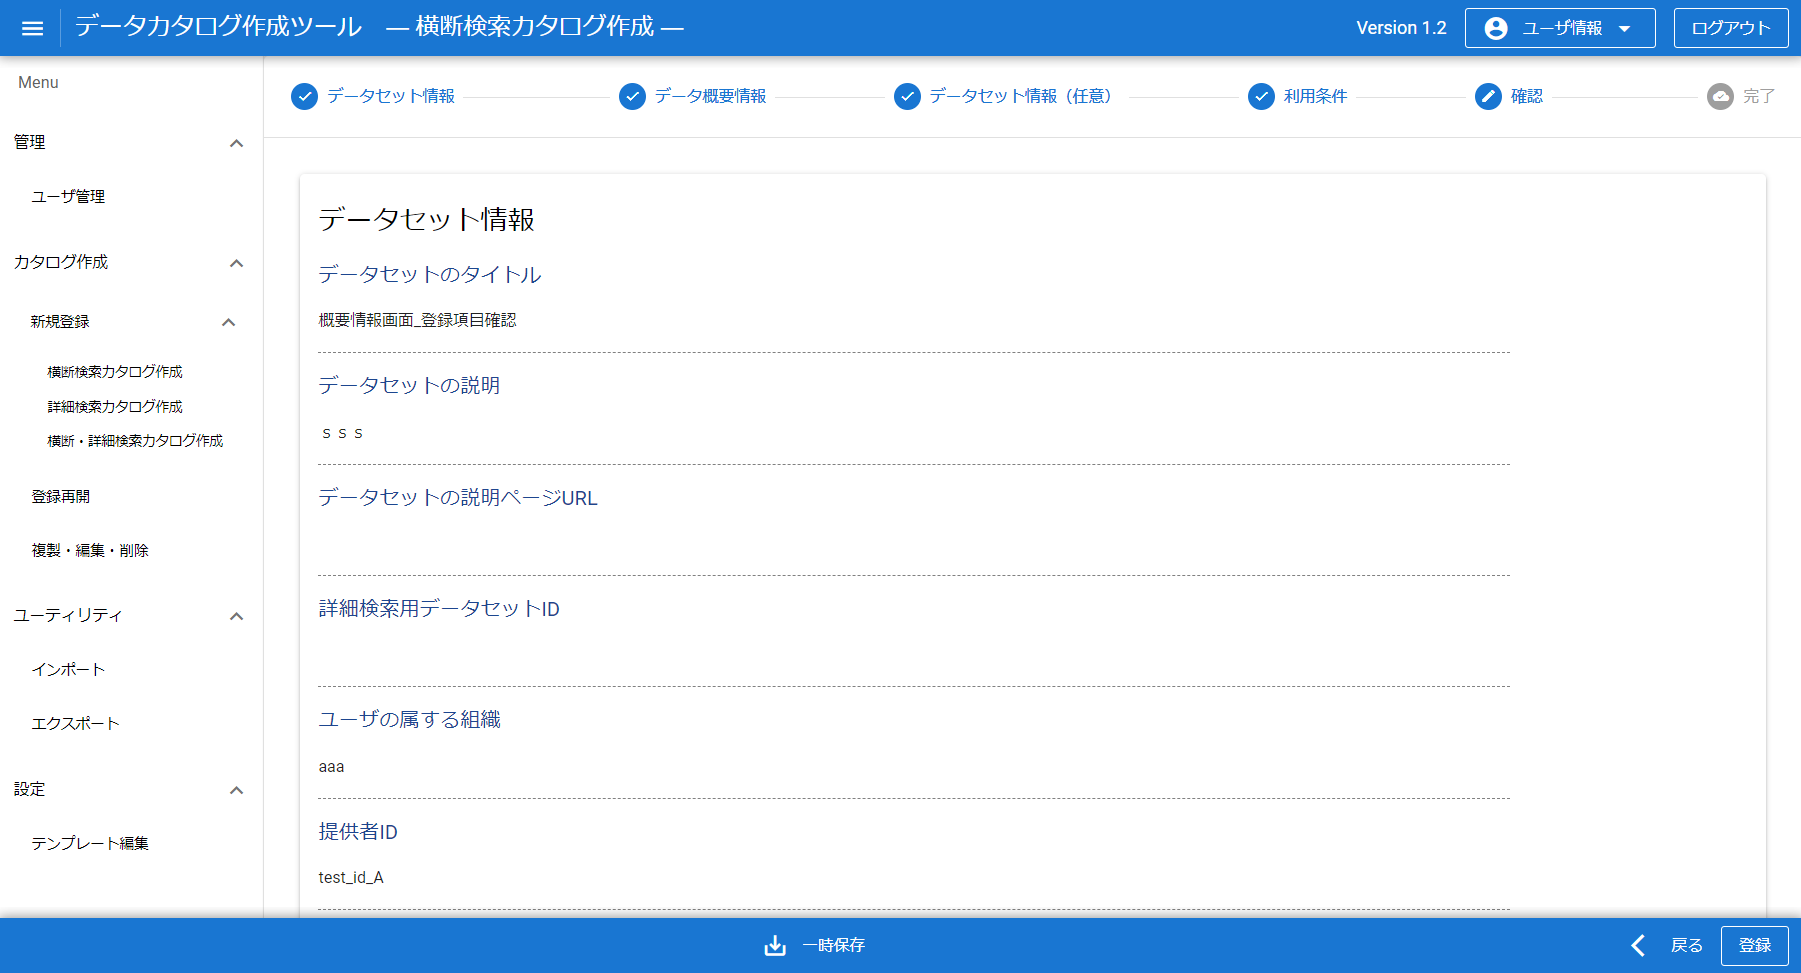 データカタログ作成ツール ― 横断検索カタログ作成 ―
Version 1.2
ユーザ情報
ログアウト
Menu
管理
ユーザ管理
カタログ作成
新規登録
横断検索カタログ作成
詳細検索カタログ作成
横断・詳細検索カタログ作成
登録再開
複製・編集・削除
ユーティリティ
インポート
エクスポート
設定
テンプレート編集
データセット情報
データ概要情報
データセット情報（任意）
利用条件
確認
完了
データセット情報
データセットのタイトル
概要情報画面_登録項目確認
データセットの説明
ｓｓｓ
データセットの説明ページURL
詳細検索用データセットID
ユーザの属する組織
aaa
提供者ID
test_id_A
一時保存
戻る
登録